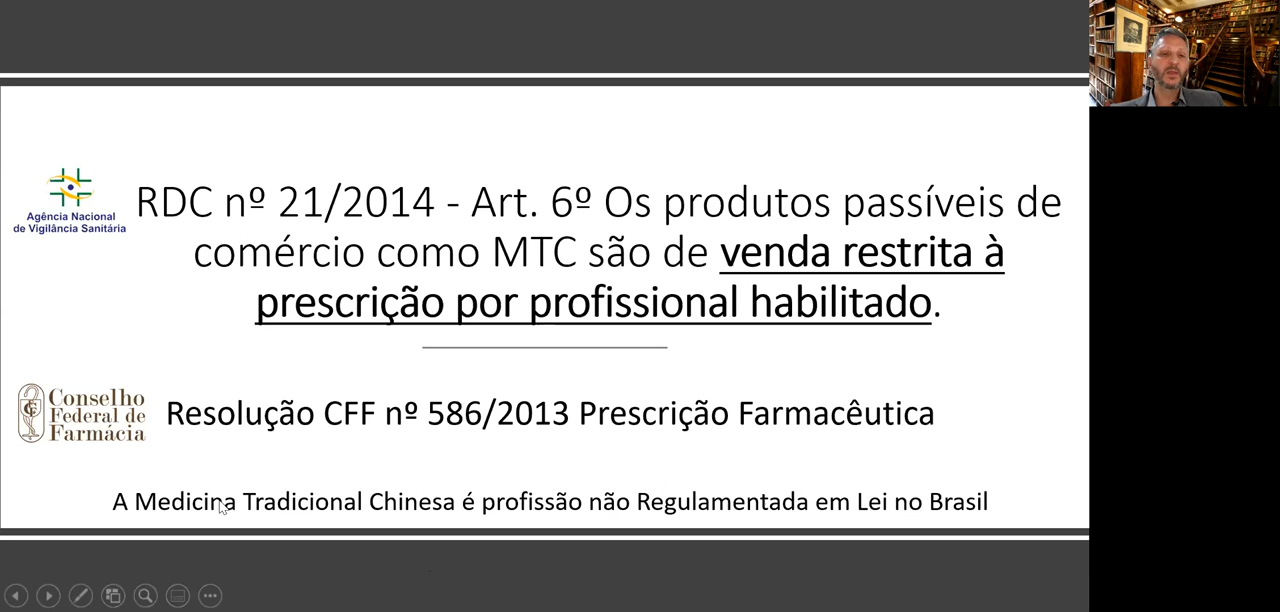 Agência Nacional
de Vigilância Sanitária
RDC nº 21/2014 - Art. 6º Os produtos passíveis de
comércio como MTC são de venda restrita à
prescrição por profissional habilitado.
Conselho
Federal de
Farmácia
Resolução CFF nº 586/2013 Prescrição Farmacêutica
A Medicina Tradicional Chinesa é profissão não Regulamentada em Lei no Brasil